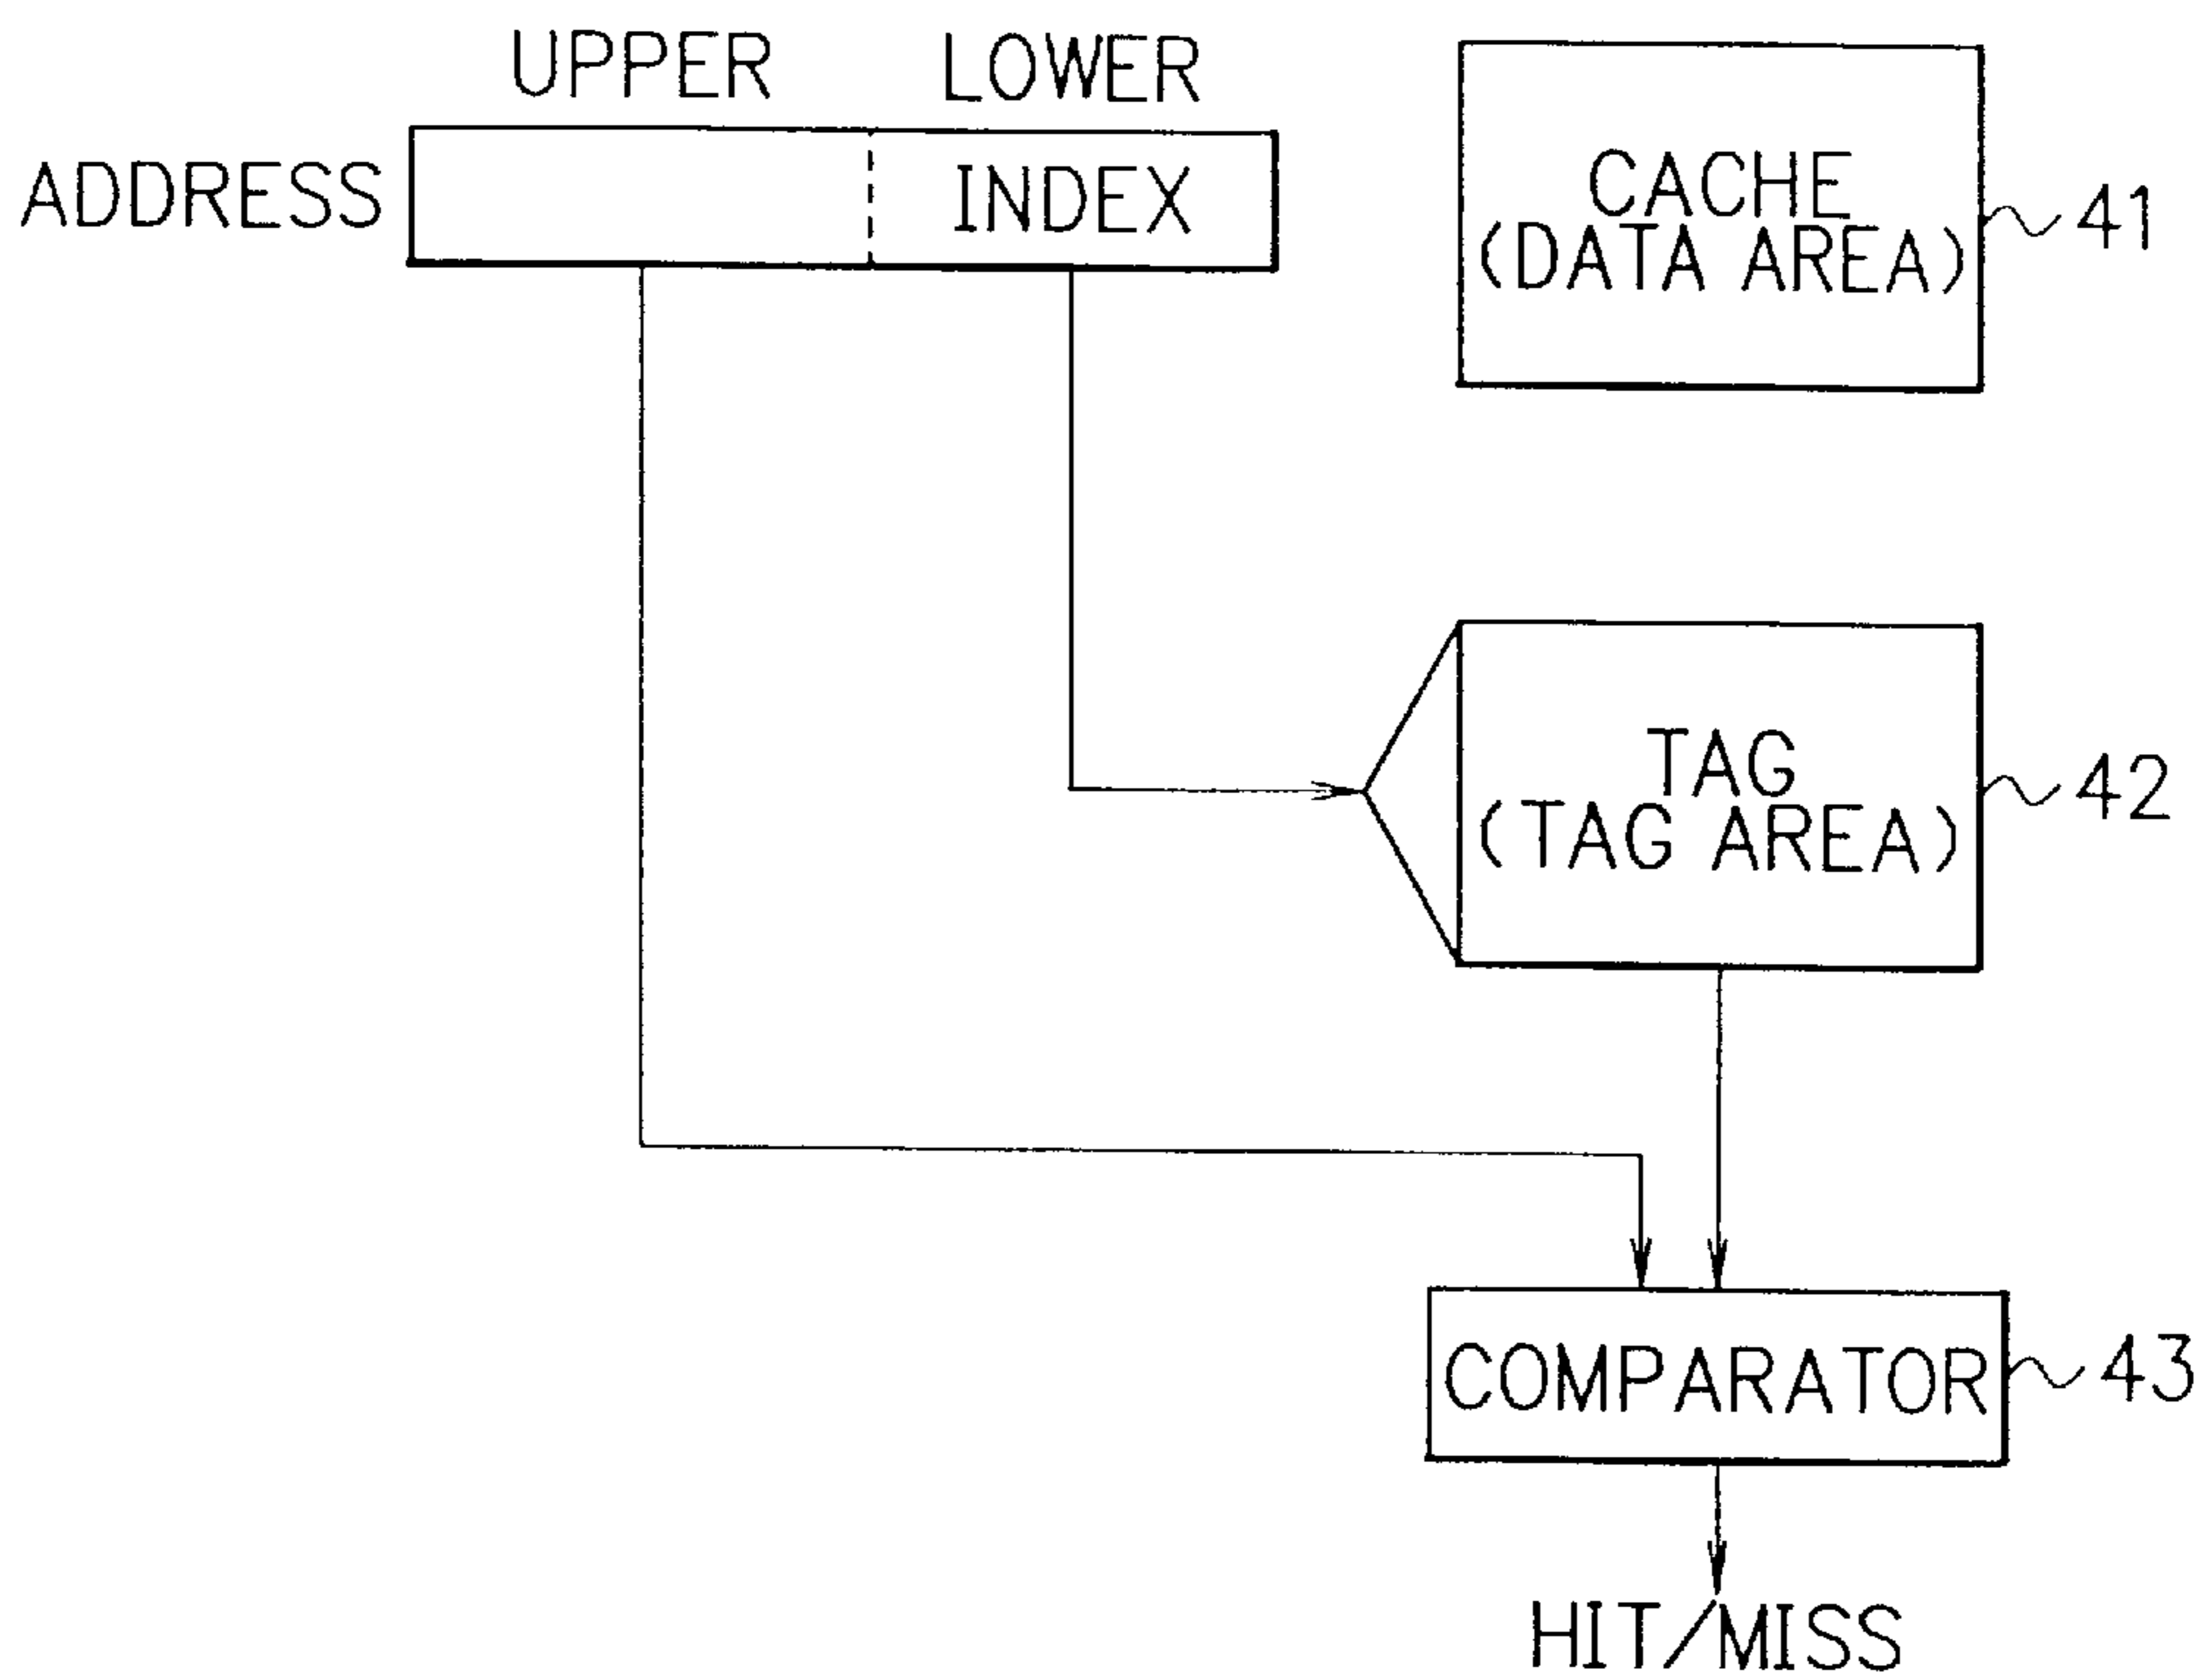 UPPER LOWER
ADDRESS INDEX
CACHE
(DATA AREA)
41
TAG
(TAG AREA)
42
COMPARATOR
43
HIT/MISS